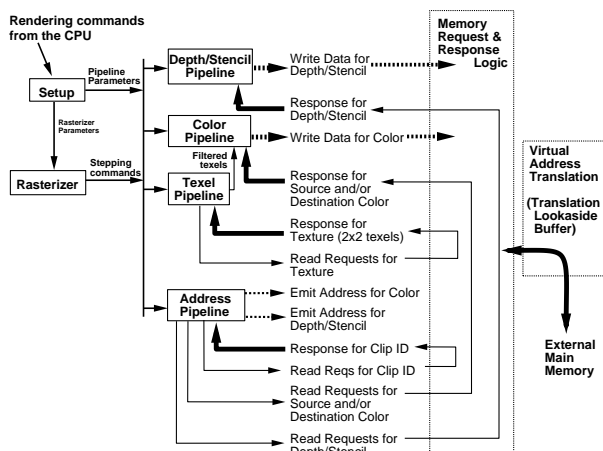 Rendering commands
from the CPU
Memory
Request &
Response
Logic
Depth/Stencil
Pipeline
Write Data for
Depth/Stencil
Pipeline
Parameters
Setup
Response for
Depth/Stencil
Color
Pipeline
Write Data for Color
Rasterizer
Parameters
Filtered
texels
Stepping
commands
Rasterizer
Texel
Pipeline
Response for
Source and/or
Destination Color
Virtual
Address
Translation
(Translation
Lookaside
Buffer)
Response for
Texture (2x2 texels)
Read Requests for
Texture
Address
Pipeline
Emit Address for Color
Emit Address for
Depth/Stencil
Response for Clip ID
Read Reqs for Clip ID
External
Main
Memory
Read Requests for
Source and/or
Destination Color
Read Requests for
Depth/Stencil